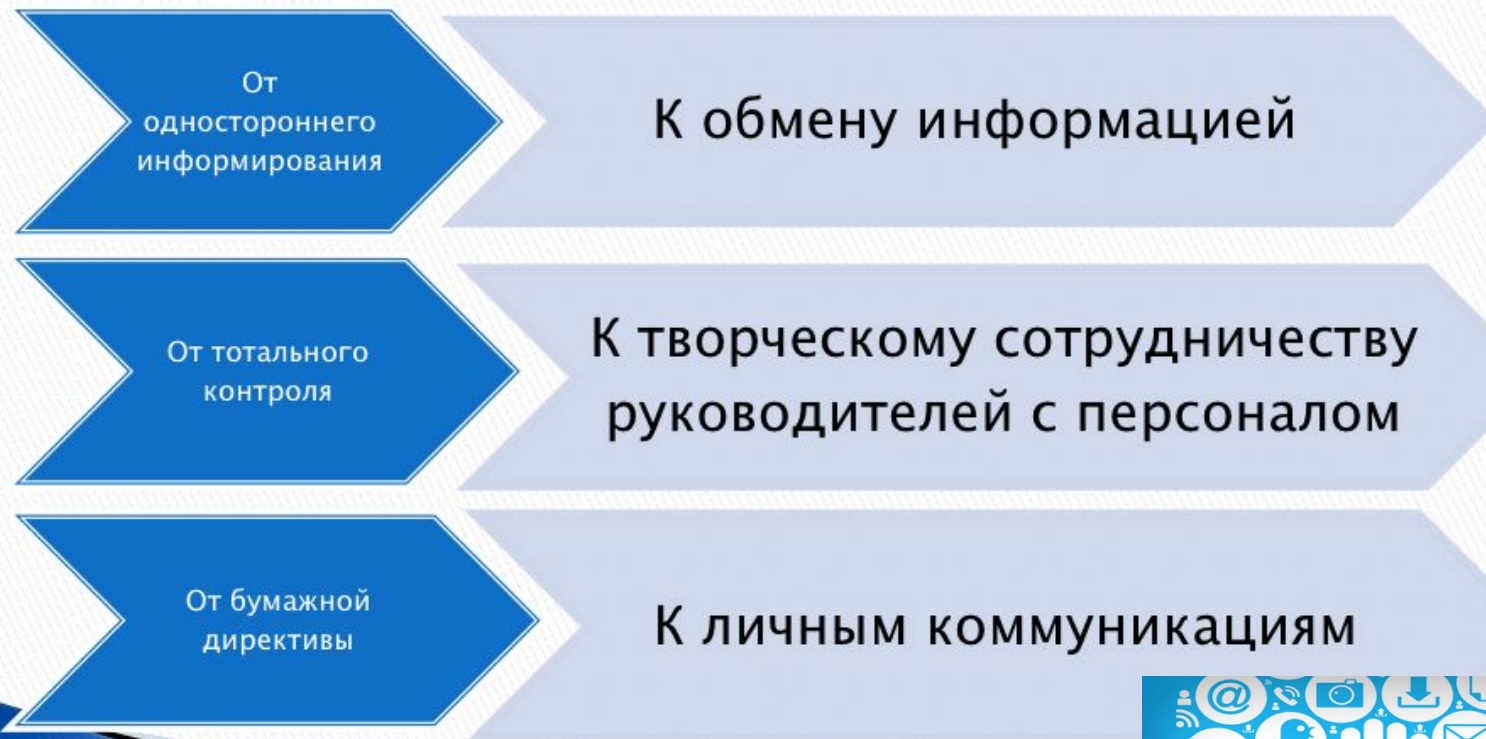 От
одностороннего
информирования
К обмену информацией
От тотального
контроля
К творческому сотрудничеству
руководителей с персоналом
От бумажной
директивы
К личным коммуникациям